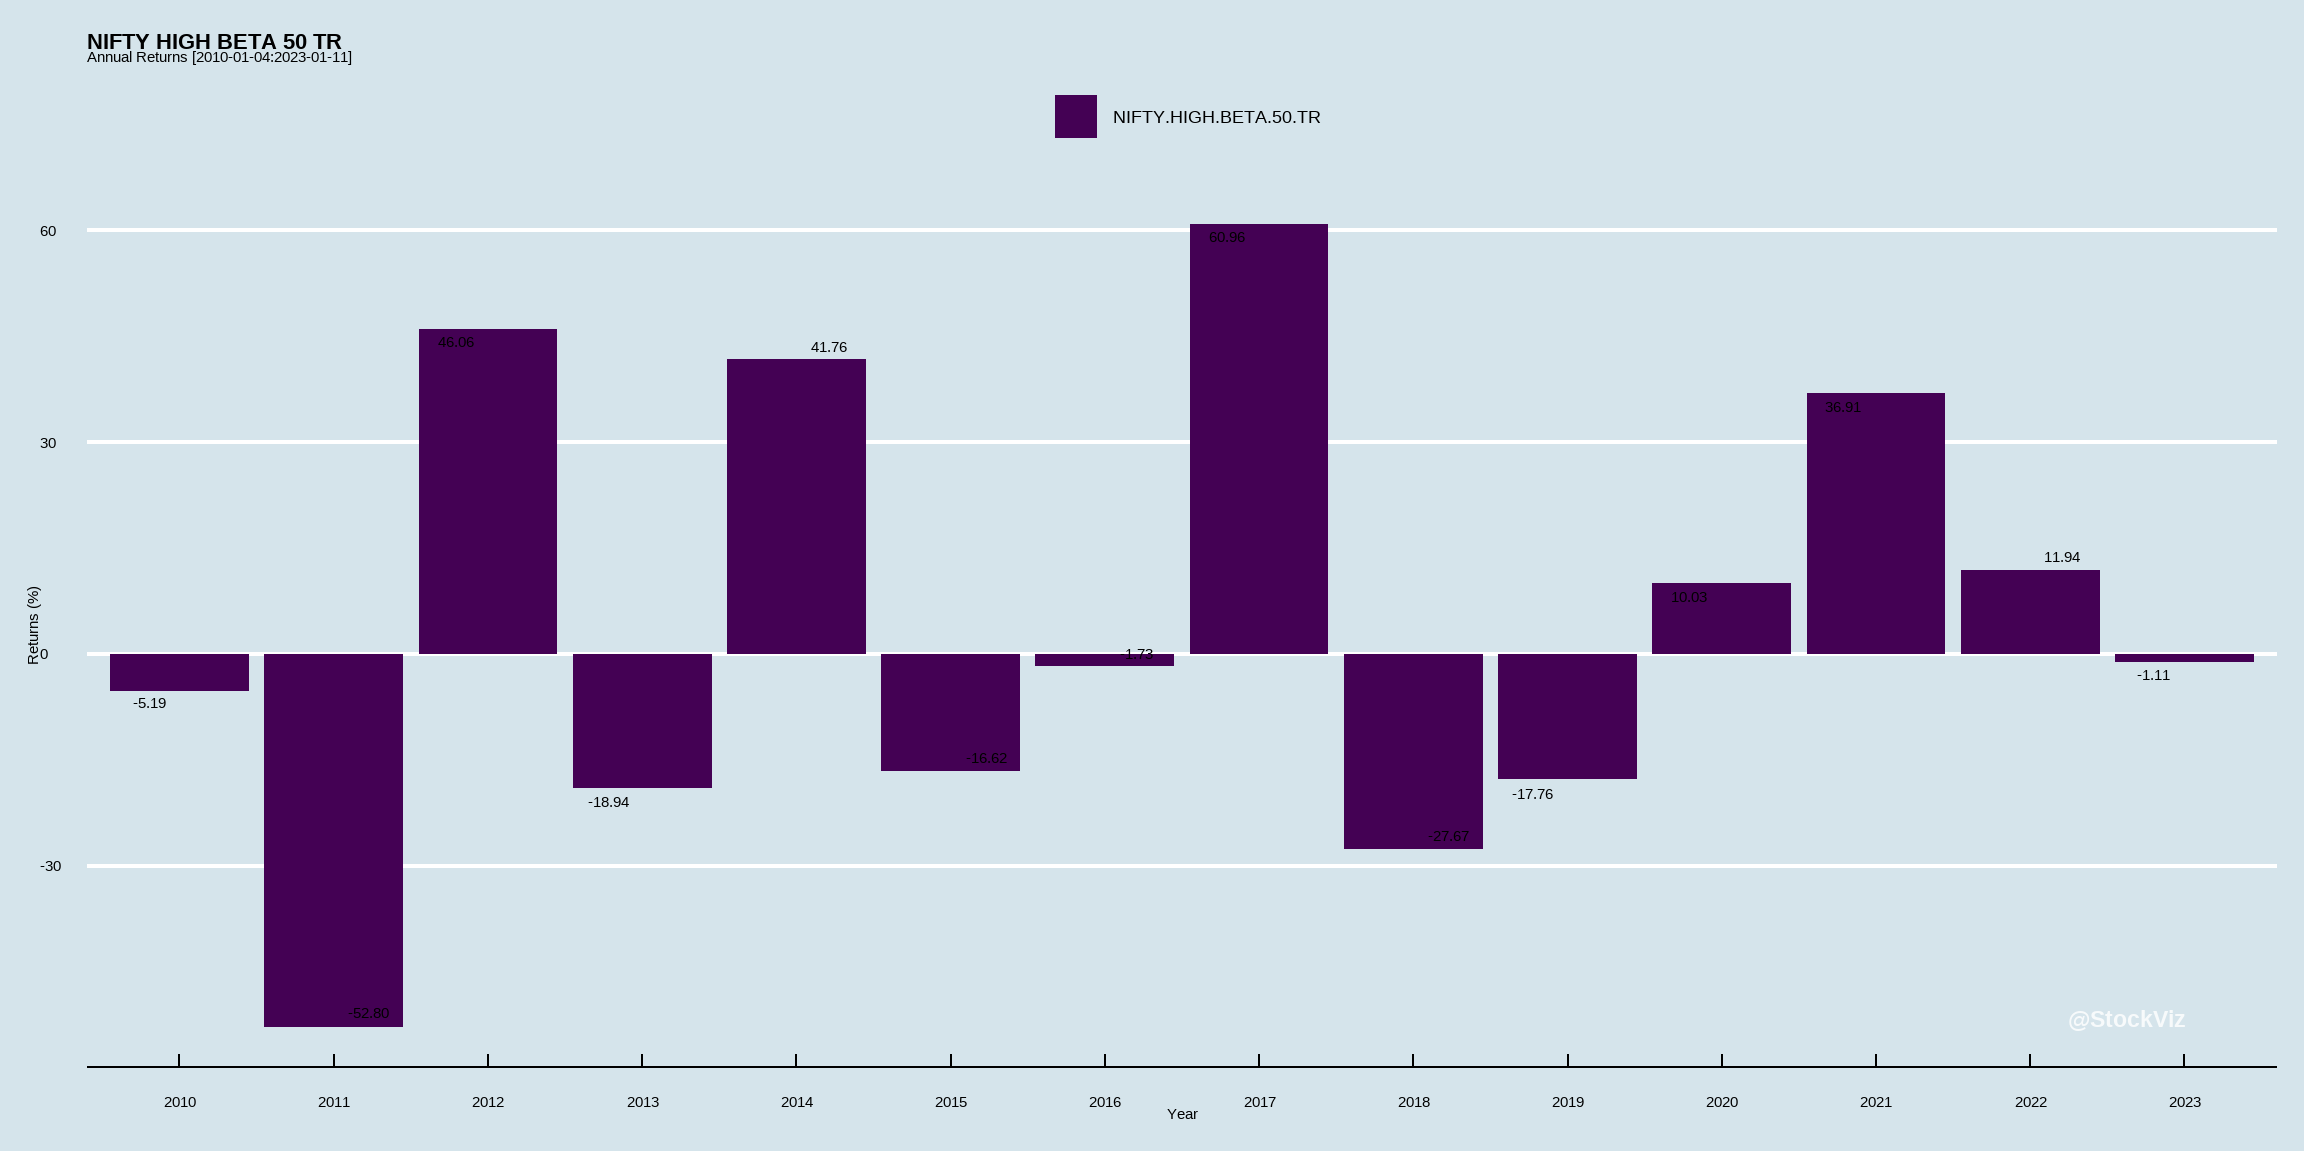 NIFTY HIGH BETA 50 TR
Annual Returns [2010-01-04:2023-01-11]
NIFTY.HIGH.BETA.50.TR
60
60.96
46.06
41.76
36.91
30
11.94
10.03
Returns (%)
0
-1.73
-1.11
-5.19
-16.62
-17.76
-18.94
-27.67
-30
-52.80
@StockViz
2010 2011 2012 2013 2014 2015 2016 2017 2018 2019 2020 2021 2022 2023
Year